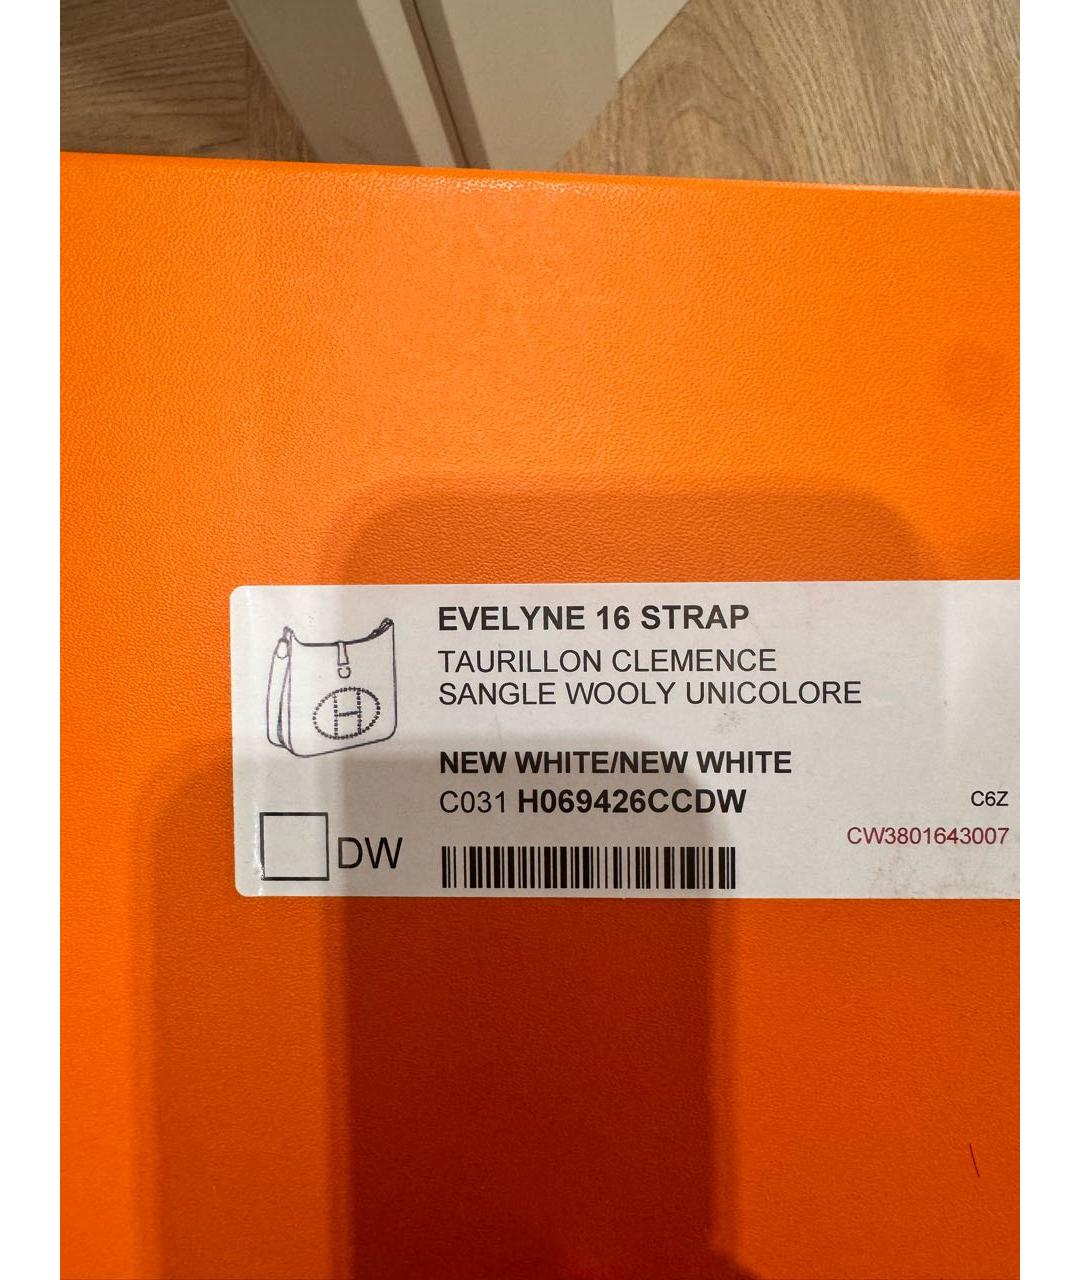 EVELYNE 16 STRAP
TAURILLON CLEMENCE
SANGLE WOOLY UNICOLORE
NEW WHITE/NEW WHITE
C031 H069426CCDW
C6Z
CW3801643007
DW
H